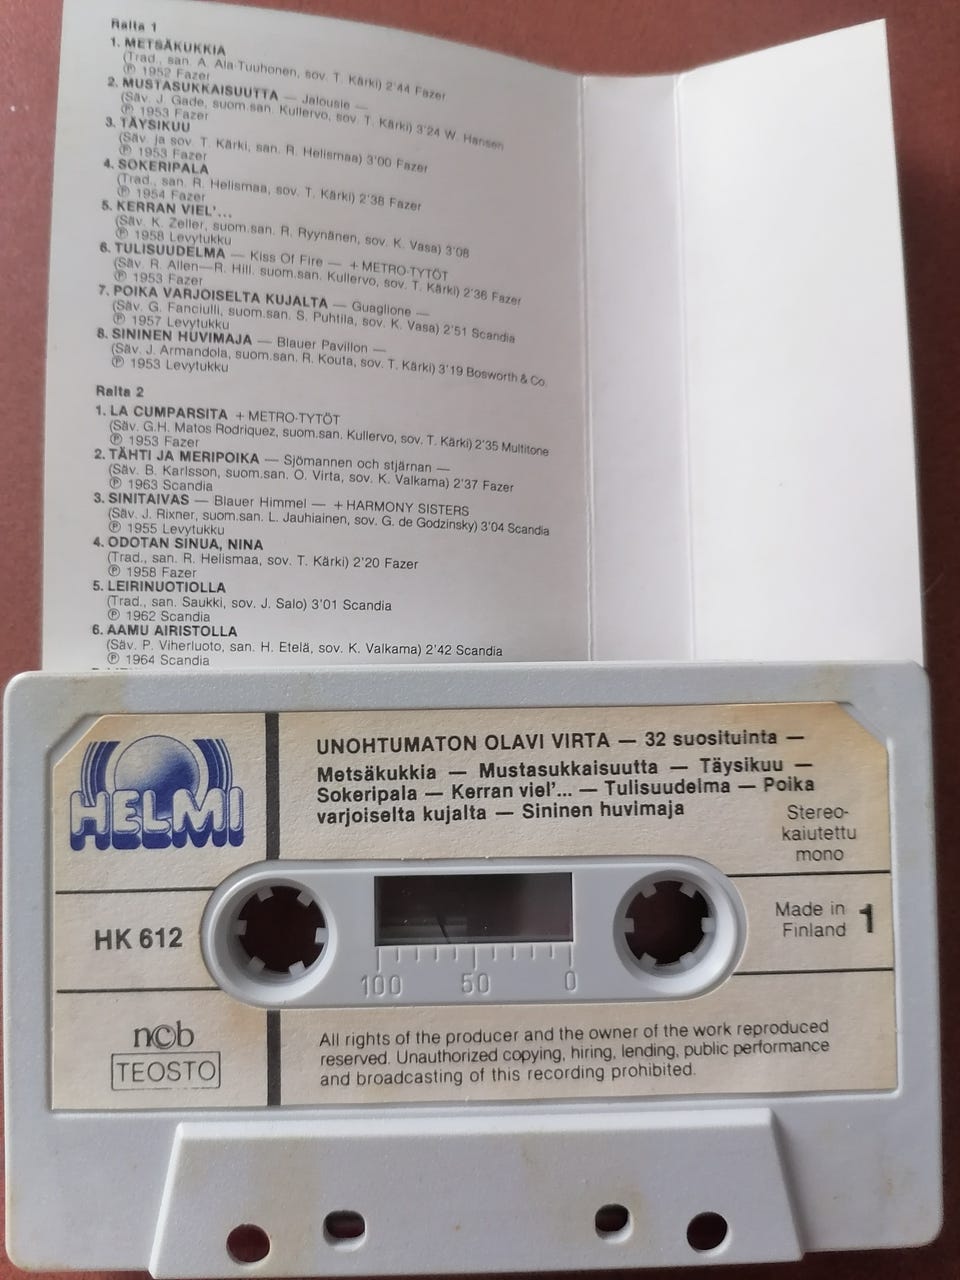 Raita 1
1. METSÄKUKKIA
(Trad., san. A. Ala-Tuuhonen, sov. T. Kärki) 2'44 Fazer
℗ 1952 Fazer
2. MUSTASUKKAISUUTTA — Jalousie —
(Säv. J. Gade, suom.san. Kullervo, sov. T. Kärki) 3'24 W. Hansen
℗ 1953 Fazer
3. TÄYSIKUU
(Säv. ja sov. T. Kärki, san. R. Helismaa) 3'00 Fazer
℗ 1953 Fazer
4. SOKERIPALA
(Trad., san. R. Helismaa, sov. T. Kärki) 2'38 Fazer
℗ 1954 Fazer
5. KERRAN VIEL'...
(Säv. K. Zeller, suom.san. R. Ryynänen, sov. K. Vasa) 3'08
℗ 1958 Levytukku
6. TULISUUDELMA — Kiss Of Fire — + METRO-TYTÖT
(Säv. R. Allen—R. Hill. suom.san. Kullervo, sov. T. Kärki) 2'36 Fazer
℗ 1953 Fazer
7. POIKA VARJOISELTA KUJALTA — Guaglione —
(Säv. G. Fanciulli, suom.san. S. Puhtila, sov. K. Vasa) 2'51 Scandia
℗ 1957 Levytukku
8. SININEN HUVIMAJA — Blauer Pavillon —
(Säv. J. Armandola, suom.san. R. Kouta, sov. T. Kärki) 3'19 Bosworth & Co.
℗ 1953 Levytukku
Raita 2
1. LA CUMPARSITA + METRO-TYTÖT
(Säv. G.H. Matos Rodriquez, suom.san. Kullervo, sov. T. Kärki) 2'35 Multitone
℗ 1953 Fazer
2. TÄHTI JA MERIPOIKA — Sjömannen och stjärnan —
(Säv. B. Karlsson, suom.san. O. Virta, sov. K. Valkama) 2'37 Fazer
℗ 1963 Scandia
3. SINITAIVAS — Blauer Himmel — + HARMONY SISTERS
(Säv. J. Rixner, suom.san. L. Jauhiainen, sov. G. de Godzinsky) 3'04 Scandia
℗ 1955 Levytukku
4. ODOTAN SINUA, NINA
(Trad., san. R. Helismaa, sov. T. Kärki) 2'20 Fazer
℗ 1958 Fazer
5. LEIRINUOTIOLLA
(Trad., san. Saukki, sov. J. Salo) 3'01 Scandia
℗ 1962 Scandia
6. AAMU AIRISTOLLA
(Säv. P. Viherluoto, san. H. Etelä, sov. K. Valkama) 2'42 Scandia
℗ 1964 Scandia
HELMI
UNOHTUMATON OLAVI VIRTA — 32 suosituinta —
Metsäkukkia — Mustasukkaisuutta — Täysikuu —
Sokeripala — Kerran viel'... — Tulisuudelma — Poika
varjoiselta kujalta — Sininen huvimaja
Stereo-
kaiutettu
mono
HK 612
Made in
Finland
1
100 50 0
ncb
TEOSTO
All rights of the producer and the owner of the work reproduced
reserved. Unauthorized copying, hiring, lending, public performance
and broadcasting of this recording prohibited.